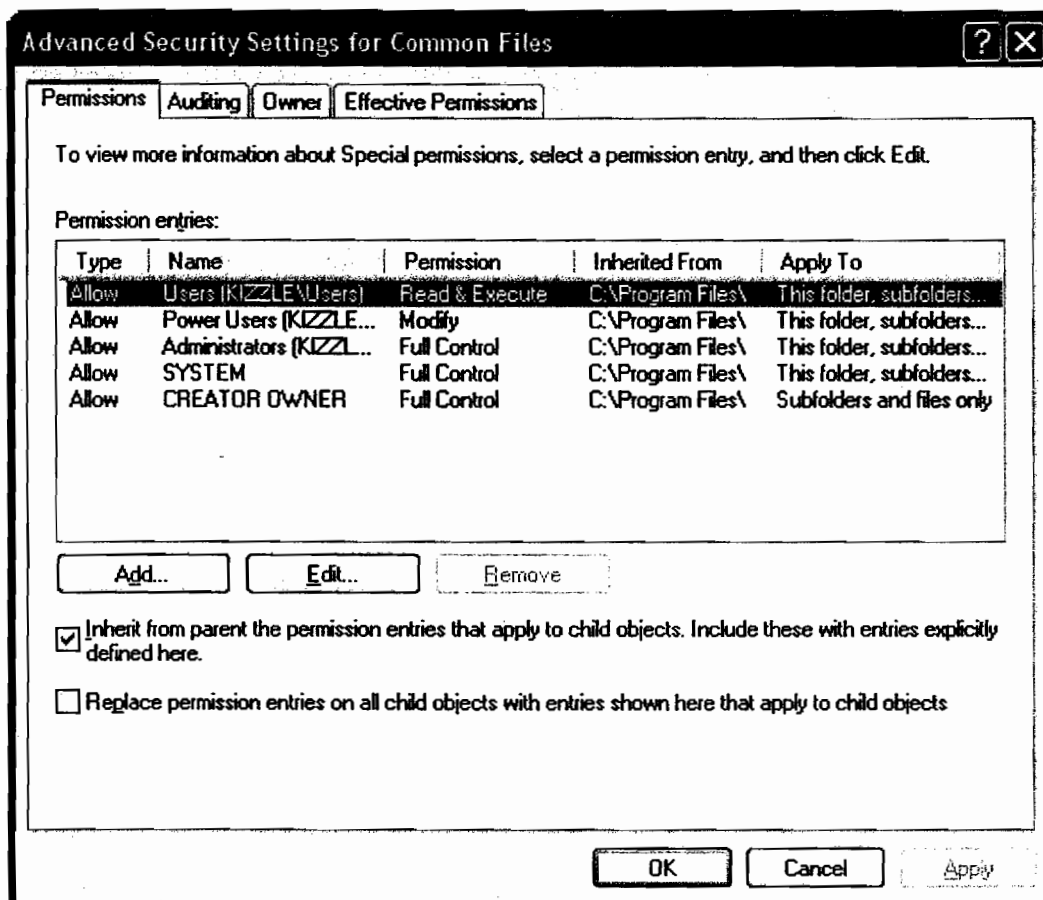 Advanced Security Settings for Common Files
Permissions Auditing Owner Effective Permissions
To view more information about Special permissions, select a permission entry, and then click Edit.
Permission entries:
Type Name Permission Inherited From Apply To
Allow Users (KIZZLE\Users) Read & Execute C:\Program Files\ This folder, subfolders...
Allow Power Users (KIZZLE... Modify C:\Program Files\ This folder, subfolders...
Allow Administrators (KIZZL... Full Control C:\Program Files\ This folder, subfolders...
Allow SYSTEM Full Control C:\Program Files\ This folder, subfolders...
Allow CREATOR OWNER Full Control C:\Program Files\ Subfolders and files only
Add... Edit... Remove
Inherit from parent the permission entries that apply to child objects. Include these with entries explicitly
defined here.
Replace permission entries on all child objects with entries shown here that apply to child objects
OK Cancel Apply